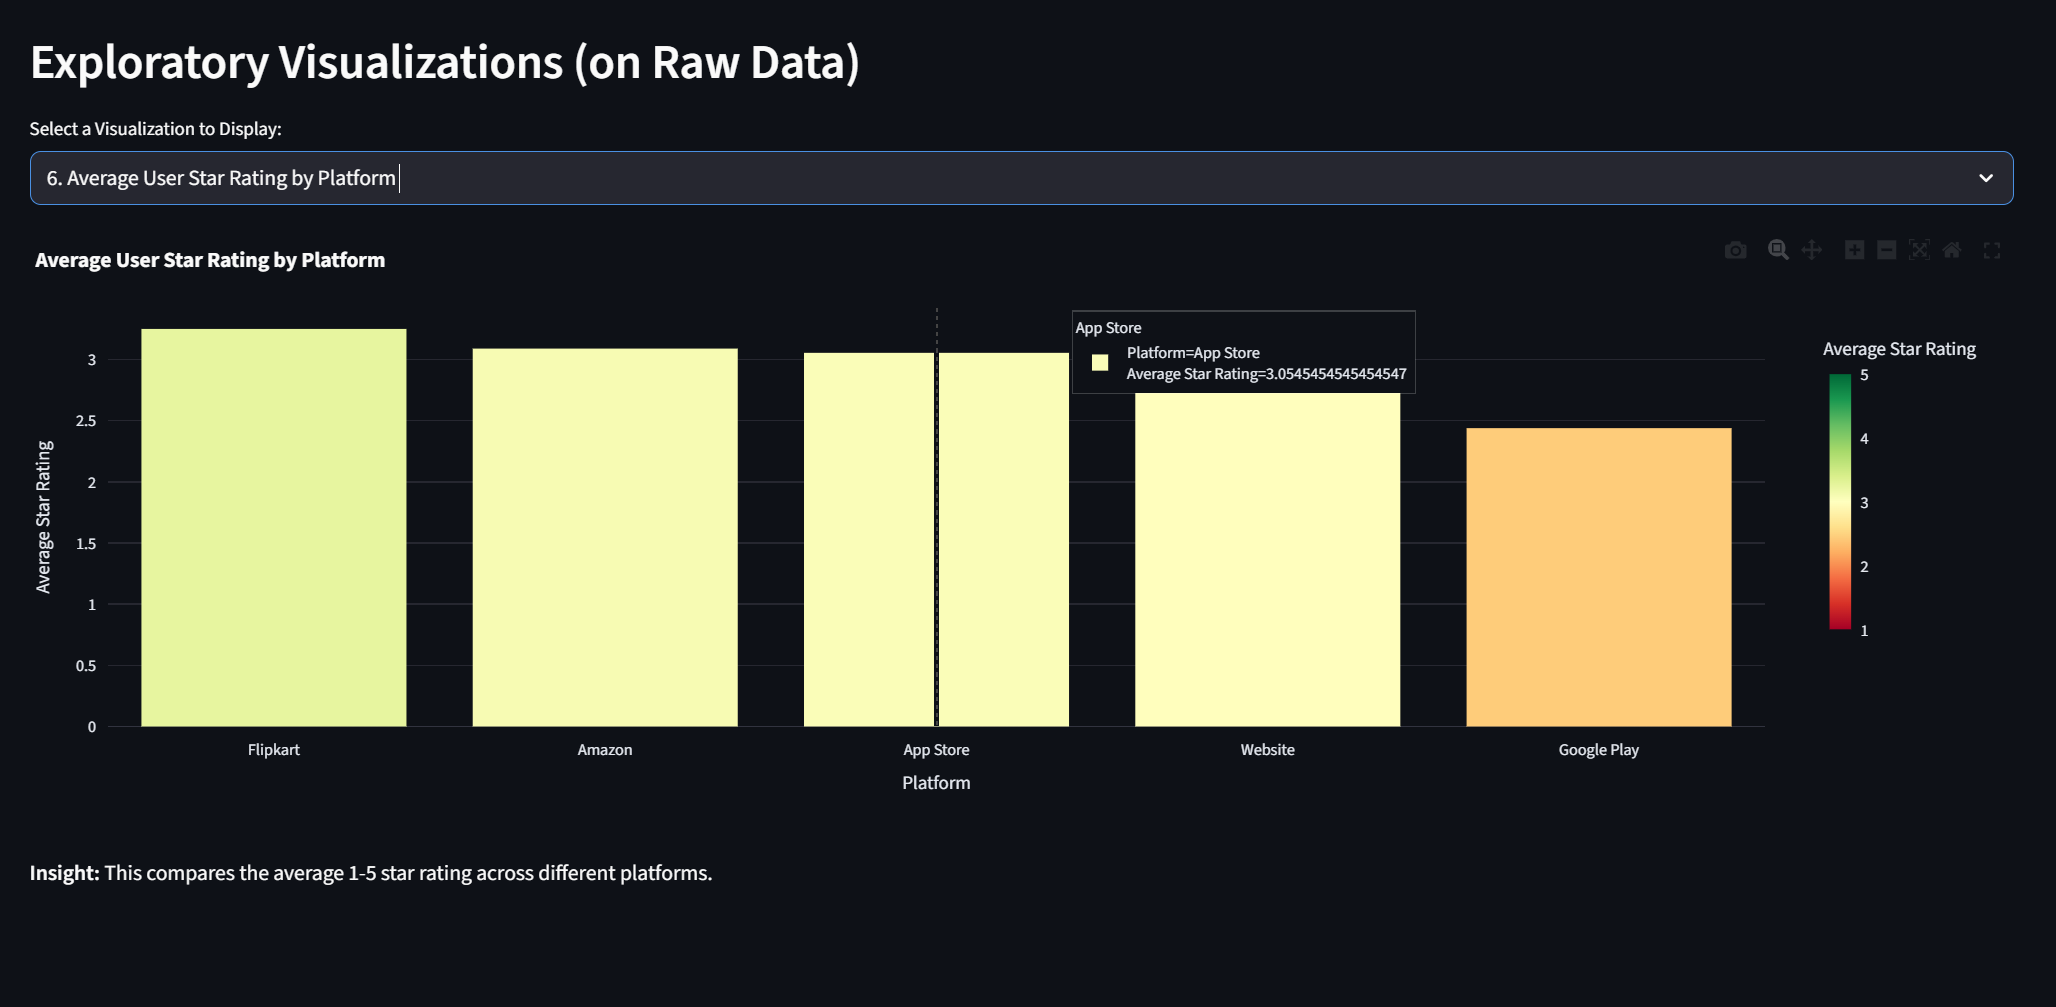 Exploratory Visualizations (on Raw Data)
Select a Visualization to Display:
6. Average User Star Rating by Platform
Average User Star Rating by Platform
App Store
Platform=App Store
Average Star Rating=3.0545454545454547
Average Star Rating
5
4
3
2
1
Average Star Rating
3
2.5
2
1.5
1
0.5
0
Flipkart
Amazon
App Store
Website
Google Play
Platform
Insight: This compares the average 1-5 star rating across different platforms.